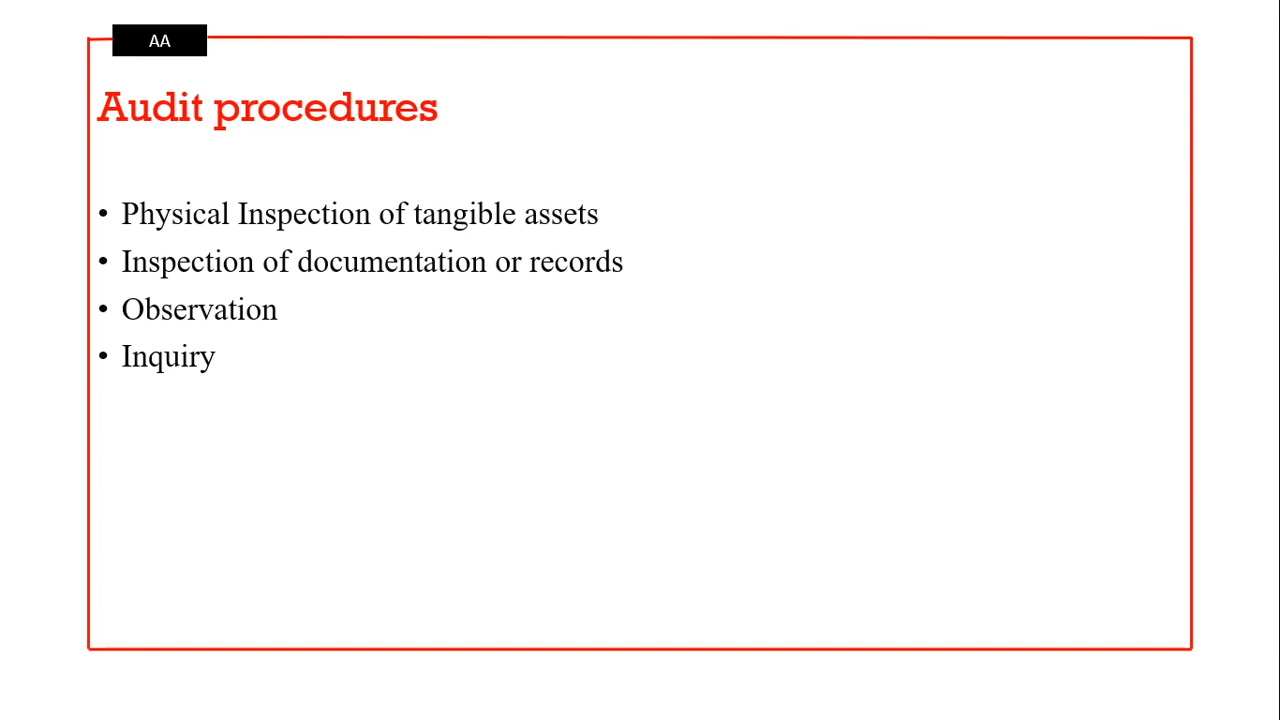 AA
Audit procedures
• Physical Inspection of tangible assets
• Inspection of documentation or records
• Observation
• Inquiry